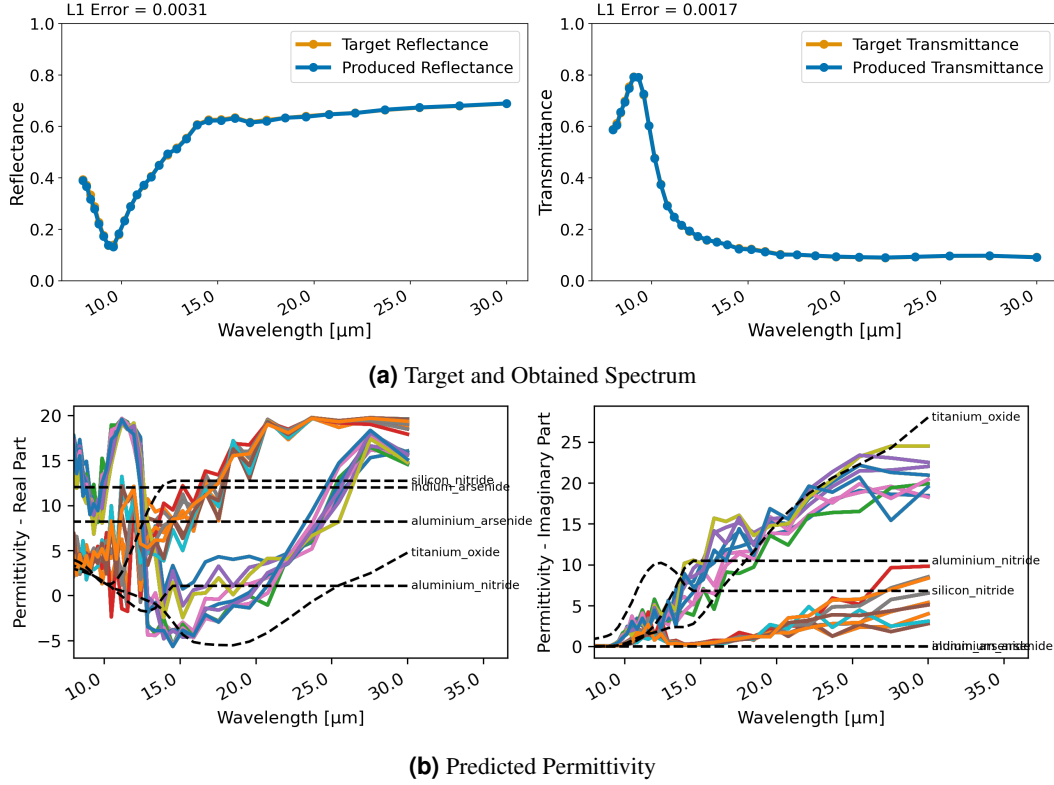 L1 Error = 0.0031
1.0
0.8
0.6
0.4
0.2
0.0
Reflectance
Target Reflectance
Produced Reflectance
10.0
15.0
20.0
25.0
30.0
Wavelength [µm]
L1 Error = 0.0017
1.0
0.8
0.6
0.4
0.2
0.0
Transmittance
Target Transmittance
Produced Transmittance
10.0
15.0
20.0
25.0
30.0
Wavelength [µm]
(a) Target and Obtained Spectrum
20
15
10
5
0
−5
Permittivity - Real Part
silicon_nitride
indium_arsenide
aluminium_arsenide
titanium_oxide
aluminium_nitride
10.0
15.0
20.0
25.0
30.0
35.0
Wavelength [µm]
25
20
15
10
5
0
Permittivity - Imaginary Part
titanium_oxide
aluminium_nitride
silicon_nitride
10.0
15.0
20.0
25.0
30.0
35.0
Wavelength [µm]
(b) Predicted Permittivity